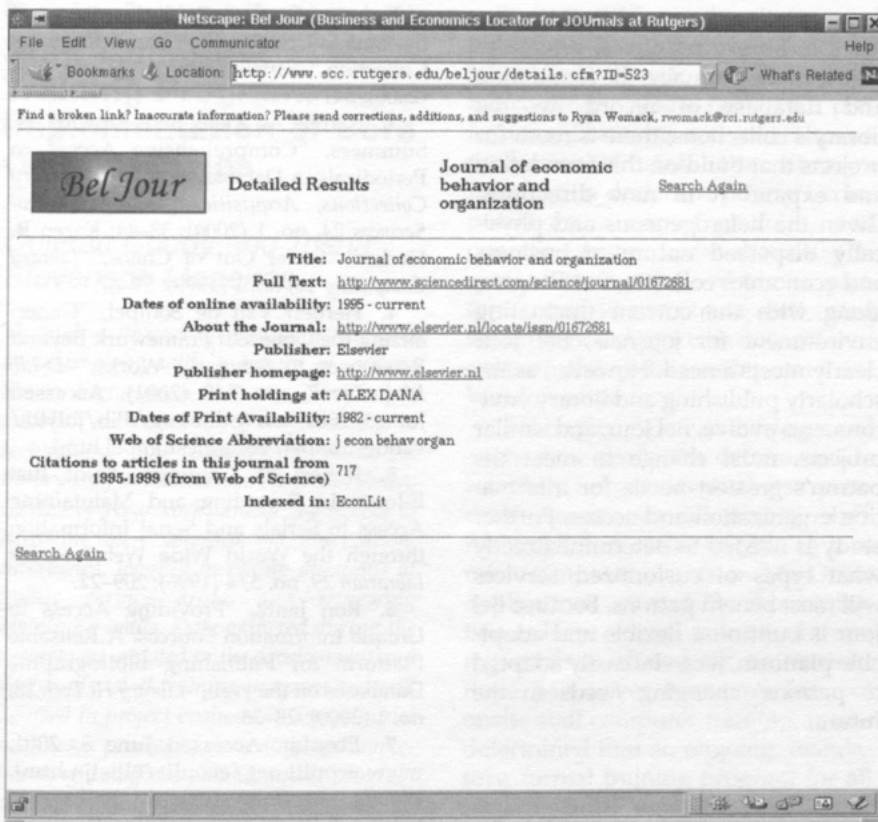 Netscape: Bel Jour (Business and Economics Locator for JOUrnals at Rutgers)
File Edit View Go Communicator Help
Bookmarks Location: http://www.scc.rutgers.edu/beljour/details.cfm?ID=523 What's Related N
Find a broken link? Inaccurate information? Please send corrections, additions, and suggestions to Ryan Womack, rwomack@rci.rutgers.edu
Bel Jour Detailed Results Journal of economic behavior and organization Search Again
Title: Journal of economic behavior and organization
Full Text: http://www.sciencedirect.com/science/journal/01672681
Dates of online availability: 1995 - current
About the Journal: http://www.elsevier.nl/locate/issn/01672681
Publisher: Elsevier
Publisher homepage: http://www.elsevier.nl
Print holdings at: ALEX DANA
Dates of Print Availability: 1982 - current
Web of Science Abbreviation: j econ behav organ
Citations to articles in this journal from 1995-1999 (from Web of Science) 717
Indexed in: EconLit
Search Again